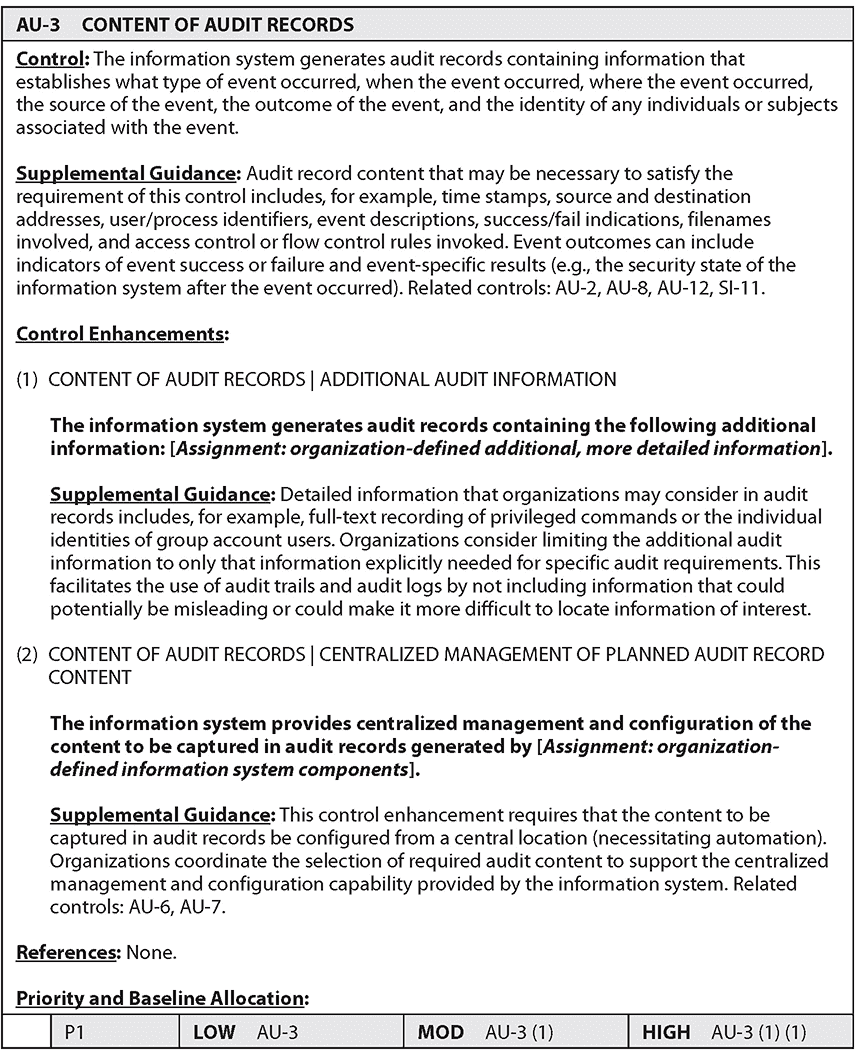 AU-3 CONTENT OF AUDIT RECORDS
Control: The information system generates audit records containing information that
establishes what type of event occurred, when the event occurred, where the event occurred,
the source of the event, the outcome of the event, and the identity of any individuals or subjects
associated with the event.
Supplemental Guidance: Audit record content that may be necessary to satisfy the
requirement of this control includes, for example, time stamps, source and destination
addresses, user/process identifiers, event descriptions, success/fail indications, filenames
involved, and access control or flow control rules invoked. Event outcomes can include
indicators of event success or failure and event-specific results (e.g., the security state of the
information system after the event occurred). Related controls: AU-2, AU-8, AU-12, SI-11.
Control Enhancements:
(1) CONTENT OF AUDIT RECORDS | ADDITIONAL AUDIT INFORMATION
The information system generates audit records containing the following additional
information: [Assignment: organization-defined additional, more detailed information].
Supplemental Guidance: Detailed information that organizations may consider in audit
records includes, for example, full-text recording of privileged commands or the individual
identities of group account users. Organizations consider limiting the additional audit
information to only that information explicitly needed for specific audit requirements. This
facilitates the use of audit trails and audit logs by not including information that could
potentially be misleading or could make it more difficult to locate information of interest.
(2) CONTENT OF AUDIT RECORDS | CENTRALIZED MANAGEMENT OF PLANNED AUDIT RECORD
CONTENT
The information system provides centralized management and configuration of the
content to be captured in audit records generated by [Assignment: organization-
defined information system components].
Supplemental Guidance: This control enhancement requires that the content to be
captured in audit records be configured from a central location (necessitating automation).
Organizations coordinate the selection of required audit content to support the centralized
management and configuration capability provided by the information system. Related
controls: AU-6, AU-7.
References: None.
Priority and Baseline Allocation:
P1 LOW AU-3 MOD AU-3 (1) HIGH AU-3 (1) (1)